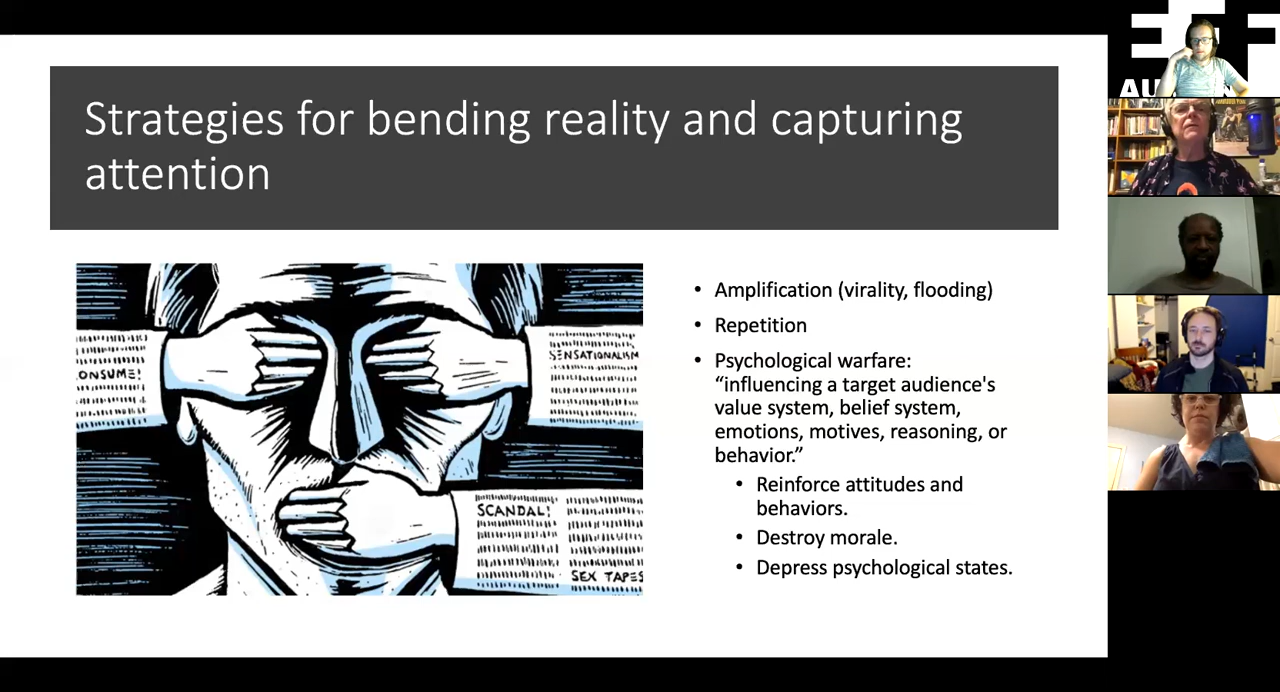 Strategies for bending reality and capturing
attention
• Amplification (virality, flooding)
• Repetition
• Psychological warfare:
“influencing a target audience's
value system, belief system,
emotions, motives, reasoning, or
behavior.”
• Reinforce attitudes and
behaviors.
• Destroy morale.
• Depress psychological states.
ONSUME!
SENSATIONALISM
SCANDAL!
SEX TAPES
E F F
AU